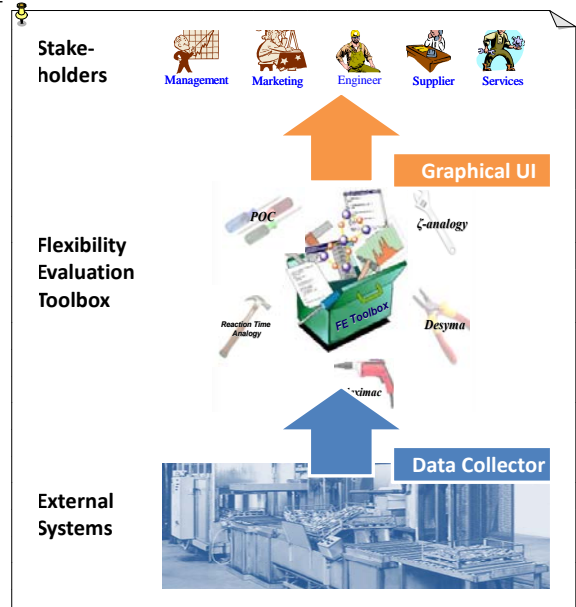 Stake-
holders
Management
Marketing
Engineer
Supplier
Services
Graphical UI
Flexibility
Evaluation
Toolbox
POC
ζ-analogy
FE Toolbox
Reaction Time
Analogy
Desyma
Data Collector
External
Systems